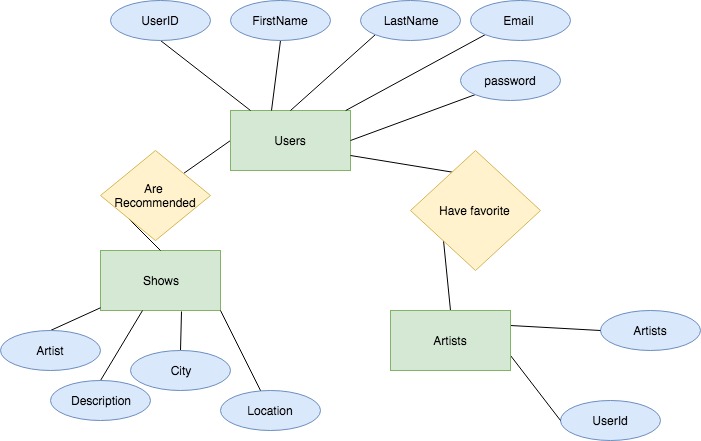 UserID
FirstName
LastName
Email
password
Users
Are
Recommended
Have favorite
Shows
Artists
Artists
Artist
City
Description
Location
UserId